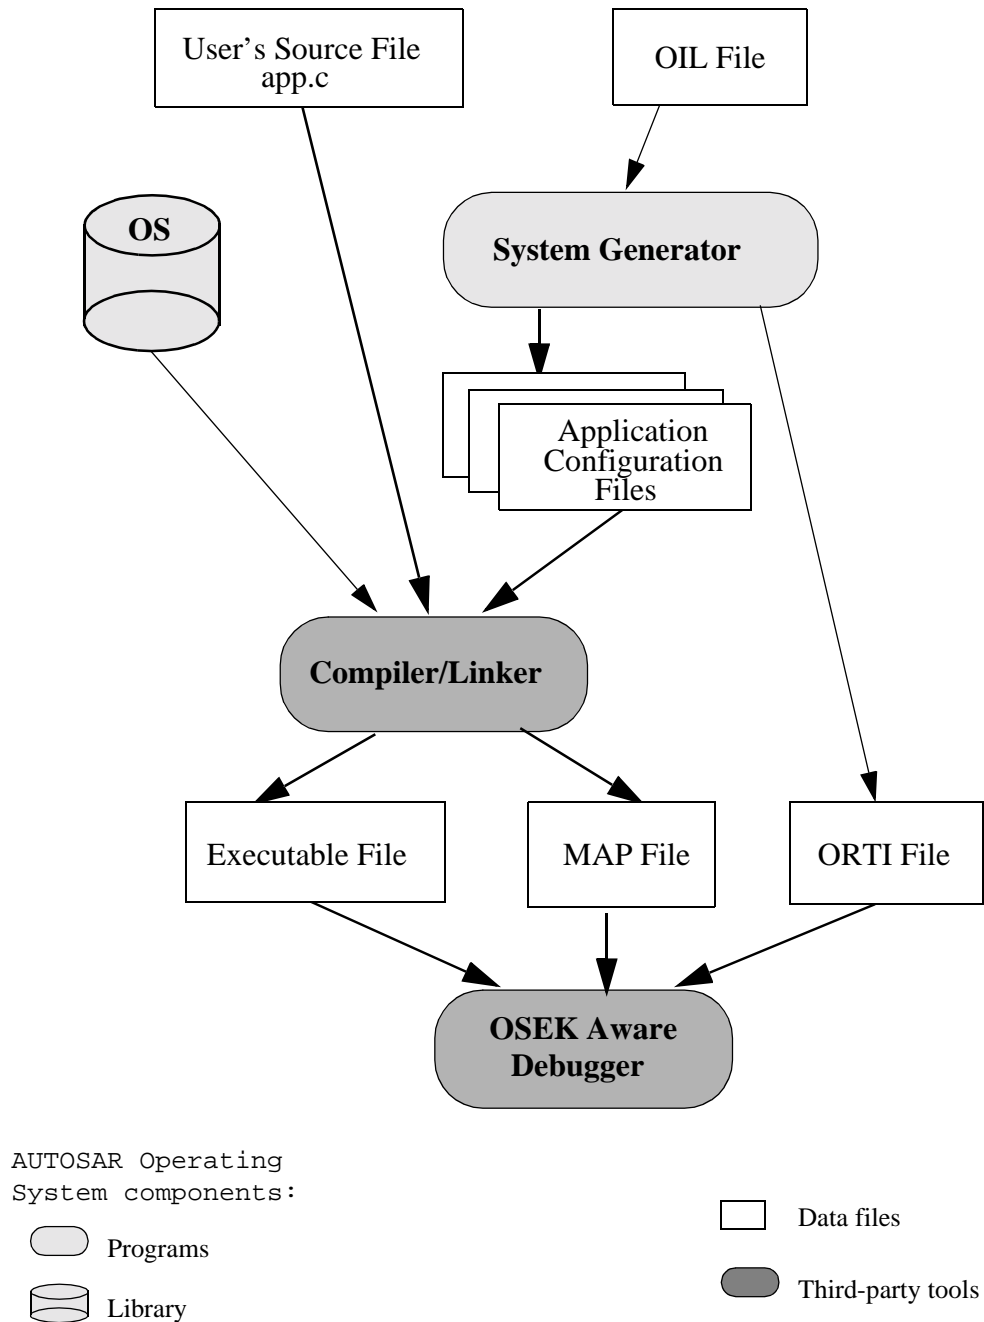 User’s Source File
app.c
OIL File
OS
System Generator
Application
Configuration
Files
Compiler/Linker
Executable File
MAP File
ORTI File
OSEK Aware
Debugger
AUTOSAR Operating
System components:
Programs
Library
Data files
Third-party tools